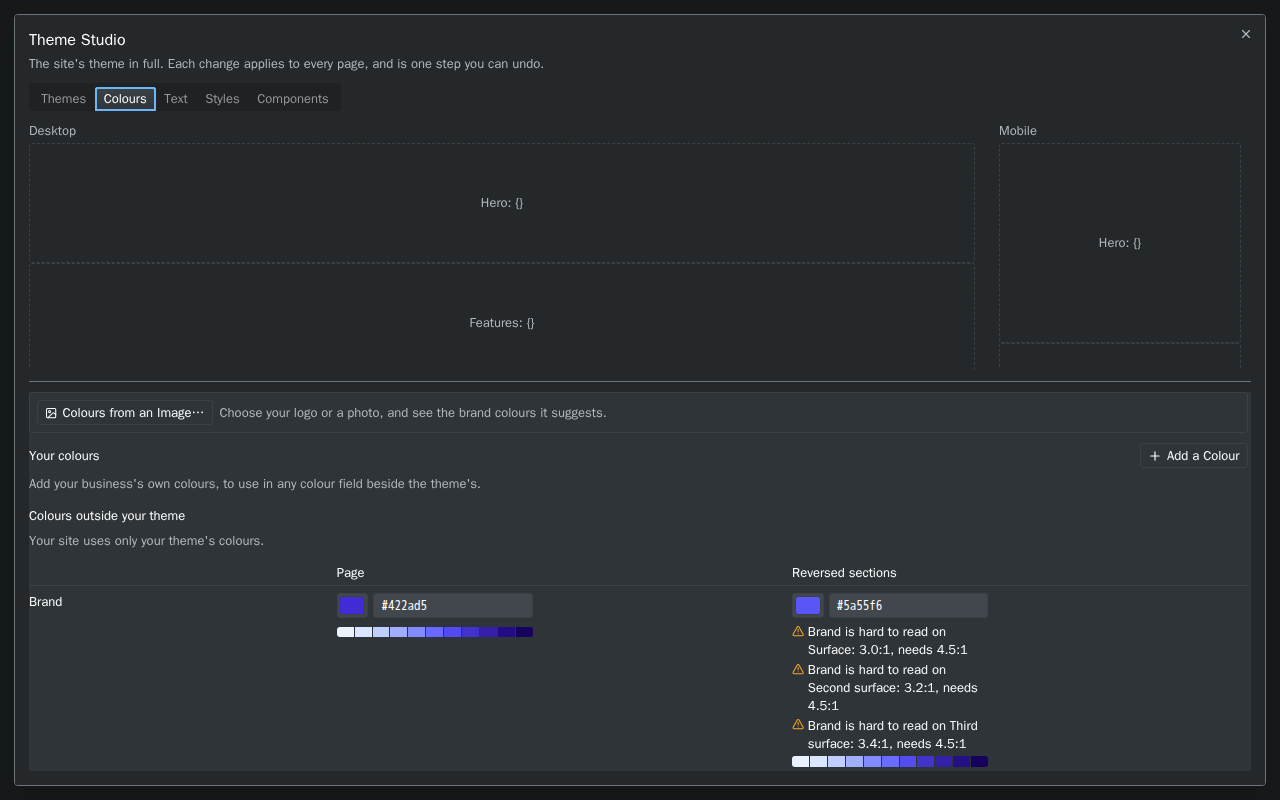 Theme Studio
The site's theme in full. Each change applies to every page, and is one step you can undo.
Themes Colours Text Styles Components
Desktop
Mobile
Hero: {}
Hero: {}
Features: {}
Colours from an Image⋯ Choose your logo or a photo, and see the brand colours it suggests.
Your colours
Add a Colour
Add your business's own colours, to use in any colour field beside the theme's.
Colours outside your theme
Your site uses only your theme's colours.
Page
Reversed sections
Brand
#422ad5
#5a55f6
Brand is hard to read on
Surface: 3.0:1, needs 4.5:1
Brand is hard to read on
Second surface: 3.2:1, needs
4.5:1
Brand is hard to read on Third
surface: 3.4:1, needs 4.5:1